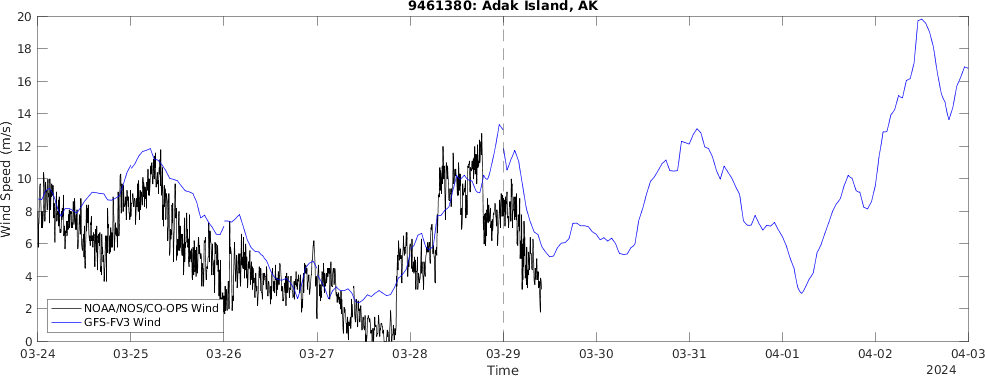 9461380: Adak Island, AK
Wind Speed (m/s)
20
18
16
14
12
10
8
6
4
2
0
NOAA/NOS/CO-OPS Wind
GFS-FV3 Wind
03-24 03-25 03-26 03-27 03-28 03-29 03-30 03-31 04-01 04-02 04-03
Time
2024